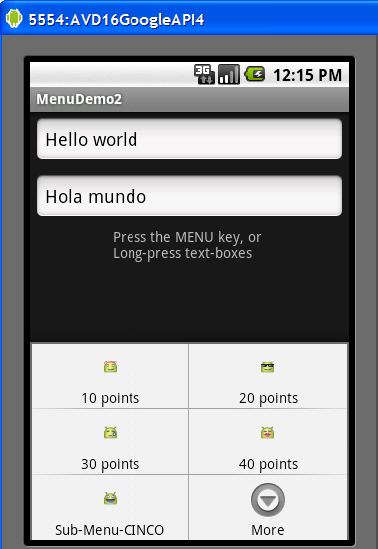 5554:AVD16GoogleAPI4
3G 12:15 PM
MenuDemo2
Hello world
Hola mundo
Press the MENU key, or
Long-press text-boxes
10 points 20 points
30 points 40 points
Sub-Menu-CINCO More